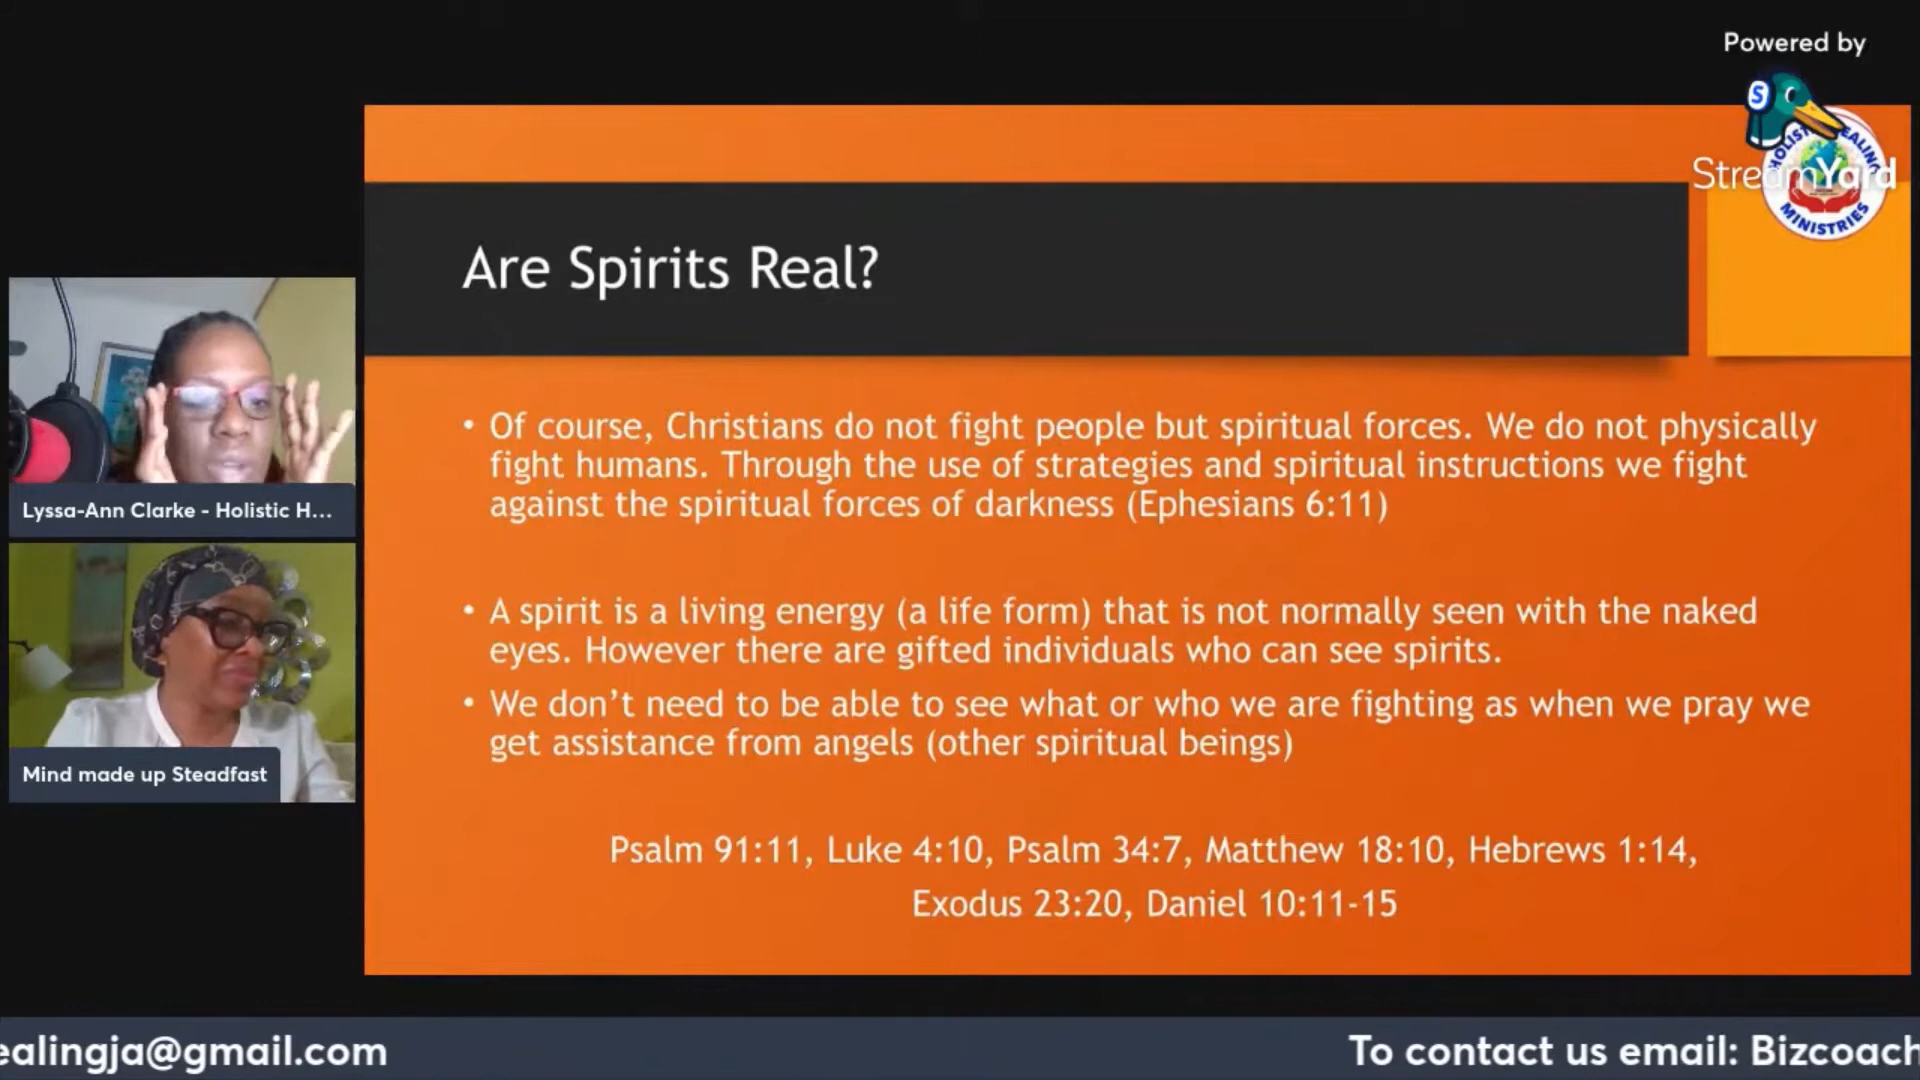 Powered by
S
StreamYard
HOLISTIC HEALING
MINISTRIES
Are Spirits Real?
• Of course, Christians do not fight people but spiritual forces. We do not physically
fight humans. Through the use of strategies and spiritual instructions we fight
against the spiritual forces of darkness (Ephesians 6:11)
• A spirit is a living energy (a life form) that is not normally seen with the naked
eyes. However there are gifted individuals who can see spirits.
• We don’t need to be able to see what or who we are fighting as when we pray we
get assistance from angels (other spiritual beings)
Psalm 91:11, Luke 4:10, Psalm 34:7, Matthew 18:10, Hebrews 1:14,
Exodus 23:20, Daniel 10:11-15
Lyssa-Ann Clarke - Holistic H...
Mind made up Steadfast
ealingja@gmail.com
To contact us email: Bizcoach